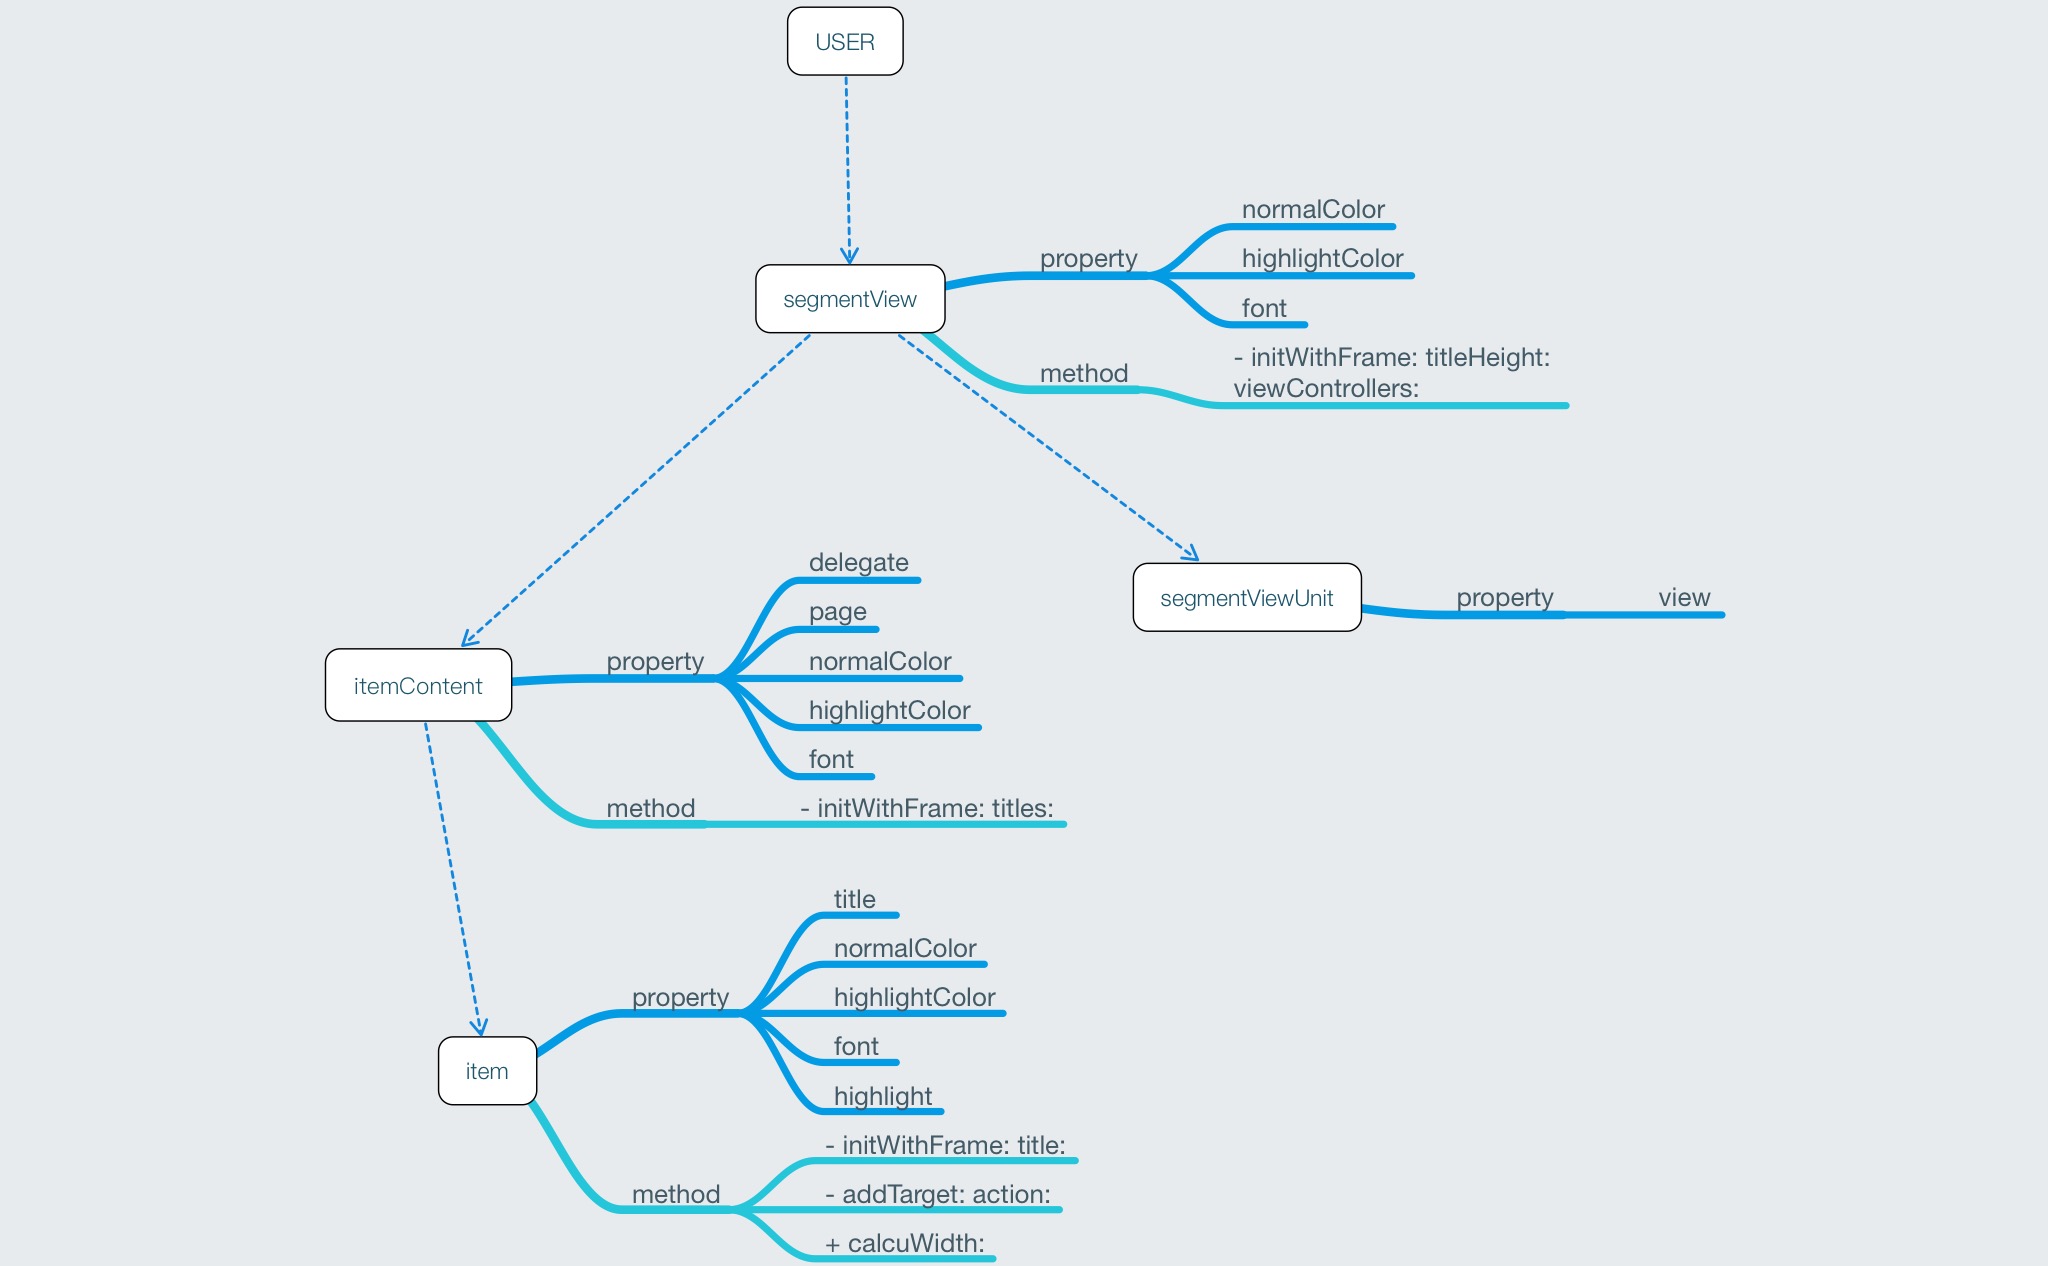 USER
segmentView
property
normalColor
highlightColor
font
method
- initWithFrame: titleHeight:
viewControllers:
segmentViewUnit
property
view
itemContent
property
delegate
page
normalColor
highlightColor
font
method
- initWithFrame: titles:
item
property
title
normalColor
highlightColor
font
highlight
method
- initWithFrame: title:
- addTarget: action:
+ calcuWidth: